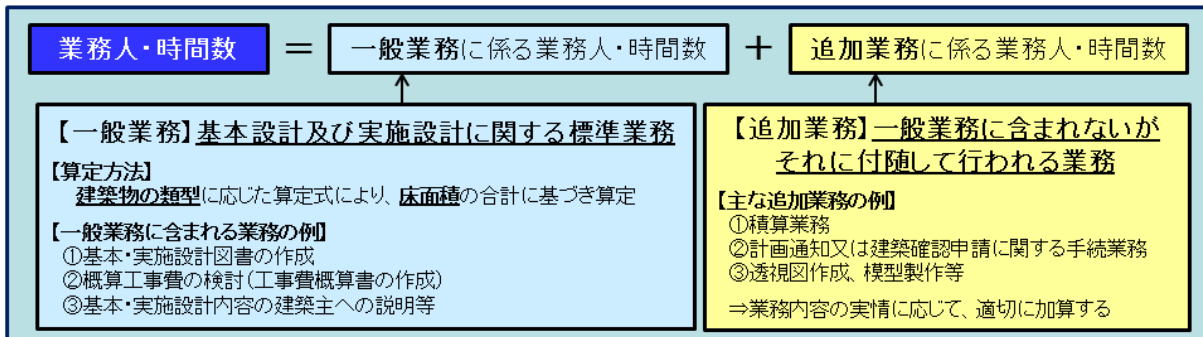 業務人・時間数 = 一般業務に係る業務人・時間数 + 追加業務に係る業務人・時間数
【一般業務】基本設計及び実施設計に関する標準業務
【算定方法】
建築物の類型に応じた算定式により、床面積の合計に基づき算定
【一般業務に含まれる業務の例】
①基本・実施設計図書の作成
②概算工事費の検討(工事費概算書の作成)
③基本・実施設計内容の建築主への説明等
【追加業務】一般業務に含まれないが
それに付随して行われる業務
【主な追加業務の例】
①積算業務
②計画通知又は建築確認申請に関する手続業務
③透視図作成、模型製作等
⇒業務内容の実情に応じて、適切に加算する